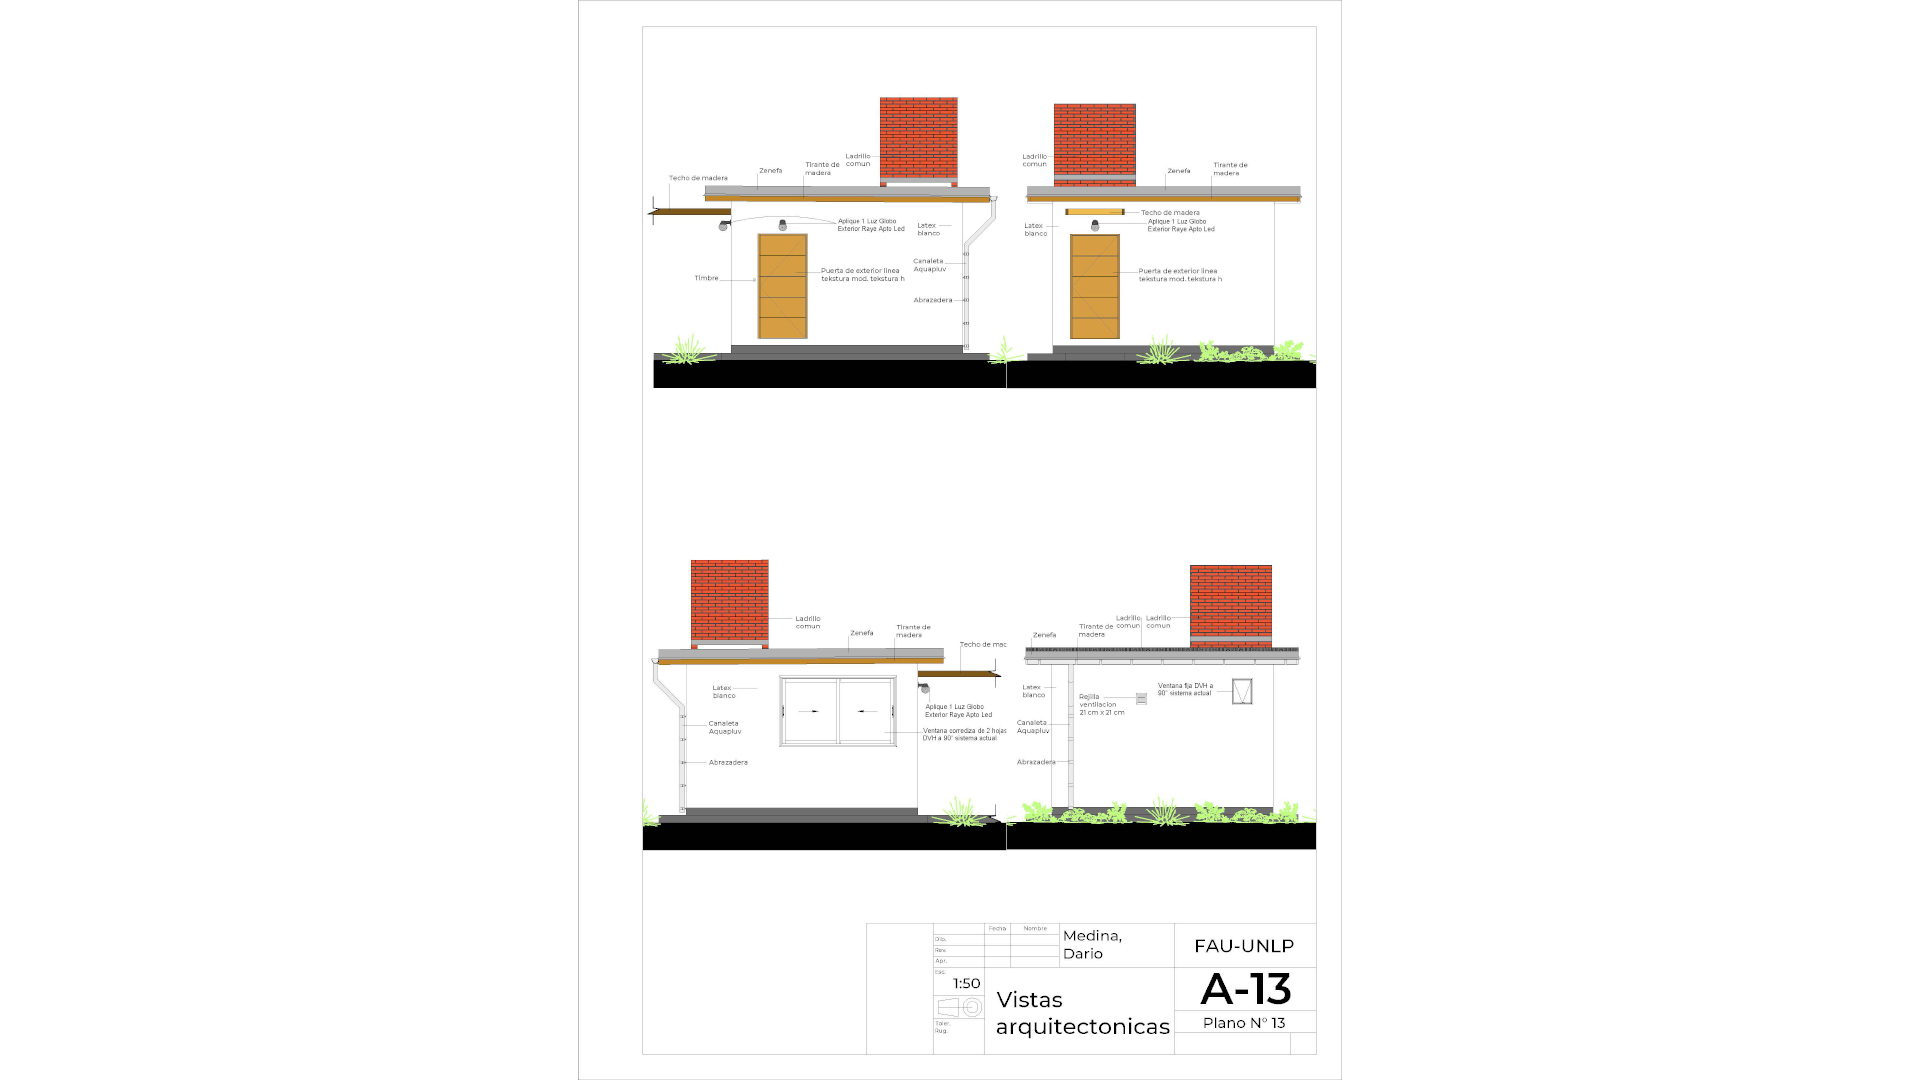 Ladrillo
comun
Tirante de
madera
Zenefa
Techo de madera
Aplique 1 Luz Globo
Exterior Raye Apto Led
Latex
blanco
Canaleta
Aquapluv
Puerta de exterior linea
tekstura mod. tekstura h
Timbre
Abrazadera
Ladrillo
comun
Zenefa
Tirante de
madera
Techo de madera
Aplique 1 Luz Globo
Exterior Raye Apto Led
Latex
blanco
Puerta de exterior linea
tekstura mod. tekstura h
Ladrillo
comun
Zenefa
Tirante de
madera
Techo de mac
Latex
blanco
Aplique 1 Luz Globo
Exterior Raye Apto Led
Canaleta
Aquapluv
Ventana corrediza de 2 hojas
DVH a 90° sistema actual
Abrazadera
Zenefa
Tirante de
madera
Ladrillo
comun
Ladrillo
comun
Latex
blanco
Rejilla
ventilacion
21 cm x 21 cm
Ventana fija DVH a
90° sistema actual
Canaleta
Aquapluv
Abrazadera
Fecha Nombre
Dib.
Rev.
Apr.
Medina,
Dario
FAU-UNLP
Esc.
1:50
Toler.
Rug.
Vistas
arquitectonicas
A-13
Plano N° 13